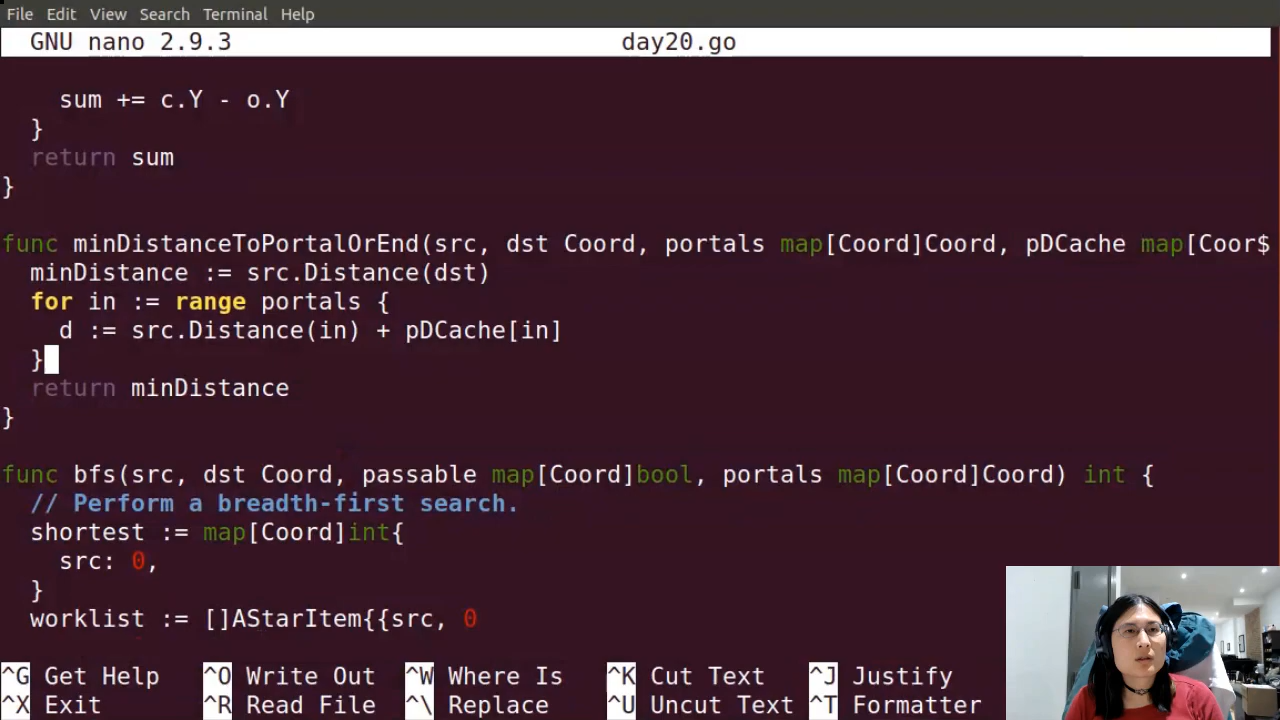 File Edit View Search Terminal Help
GNU nano 2.9.3 day20.go
sum += c.Y - o.Y
}
return sum
}
func minDistanceToPortalOrEnd(src, dst Coord, portals map[Coord]Coord, pDCache map[Coor$
minDistance := src.Distance(dst)
for in := range portals {
d := src.Distance(in) + pDCache[in]
}
return minDistance
}
func bfs(src, dst Coord, passable map[Coord]bool, portals map[Coord]Coord) int {
// Perform a breadth-first search.
shortest := map[Coord]int{
src: 0,
}
worklist := []AStarItem{{src, 0
^G Get Help ^O Write Out ^W Where Is ^K Cut Text ^J Justify
^X Exit ^R Read File ^\ Replace ^U Uncut Text ^T Formatter